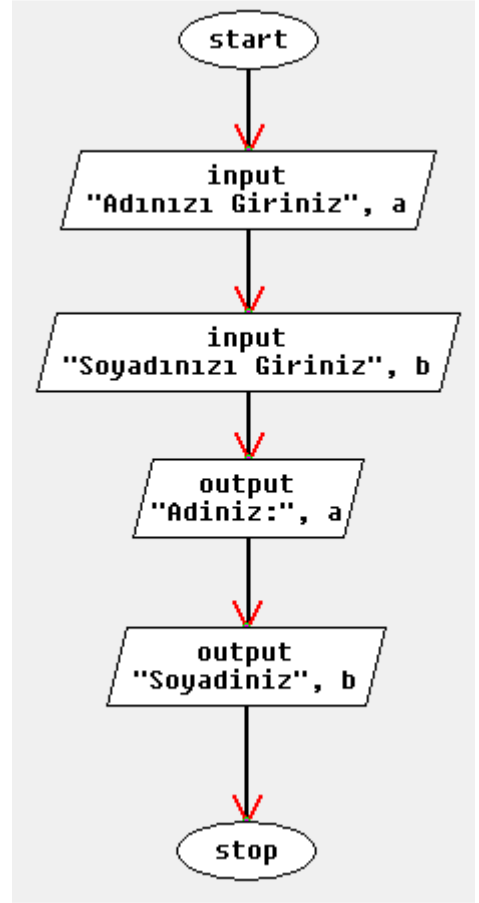 start
input
"Adınızı Giriniz", a
input
"Soyadınızı Giriniz", b
output
"Adiniz:", a
output
"Soyadiniz", b
stop